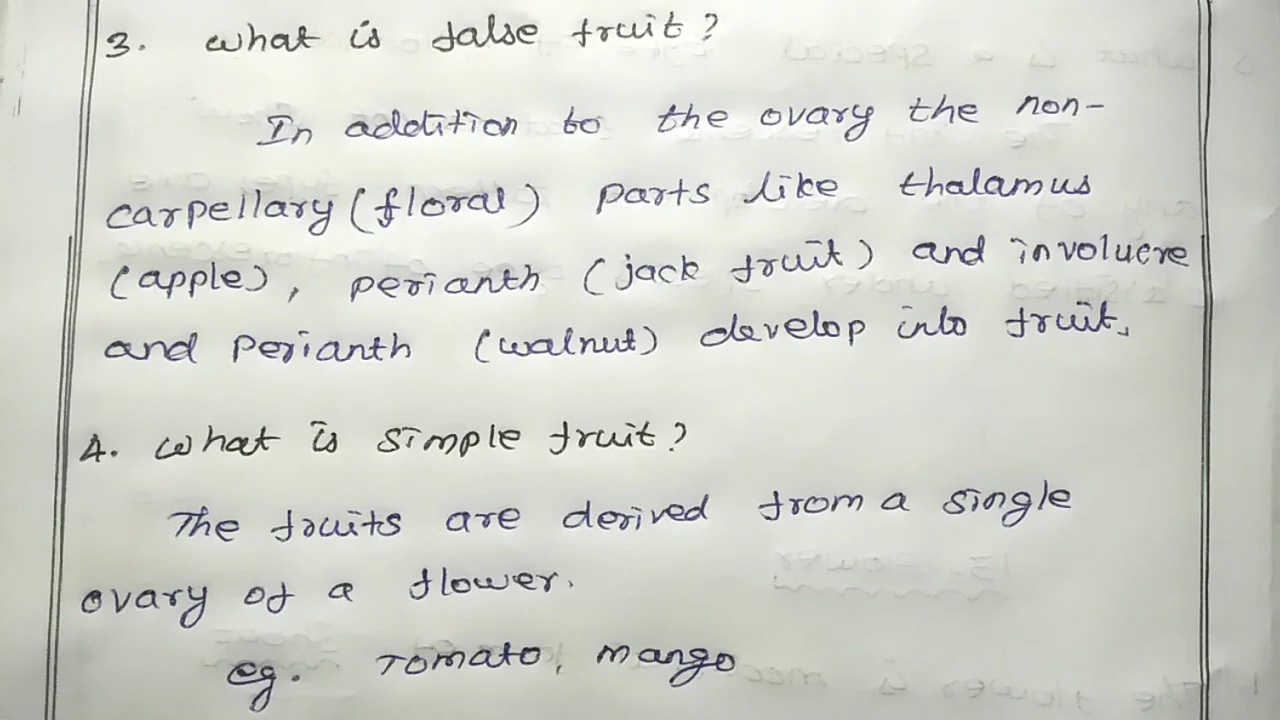 3. what is false fruit?
In addition to the ovary the non-
carpellary (floral) parts like thalamus
(apple), perianth (jack fruit) and involucre
and perianth (walnut) develop into fruit.
4. what is simple fruit?
The fruits are derived from a single
ovary of a flower.
eg. Tomato, mango